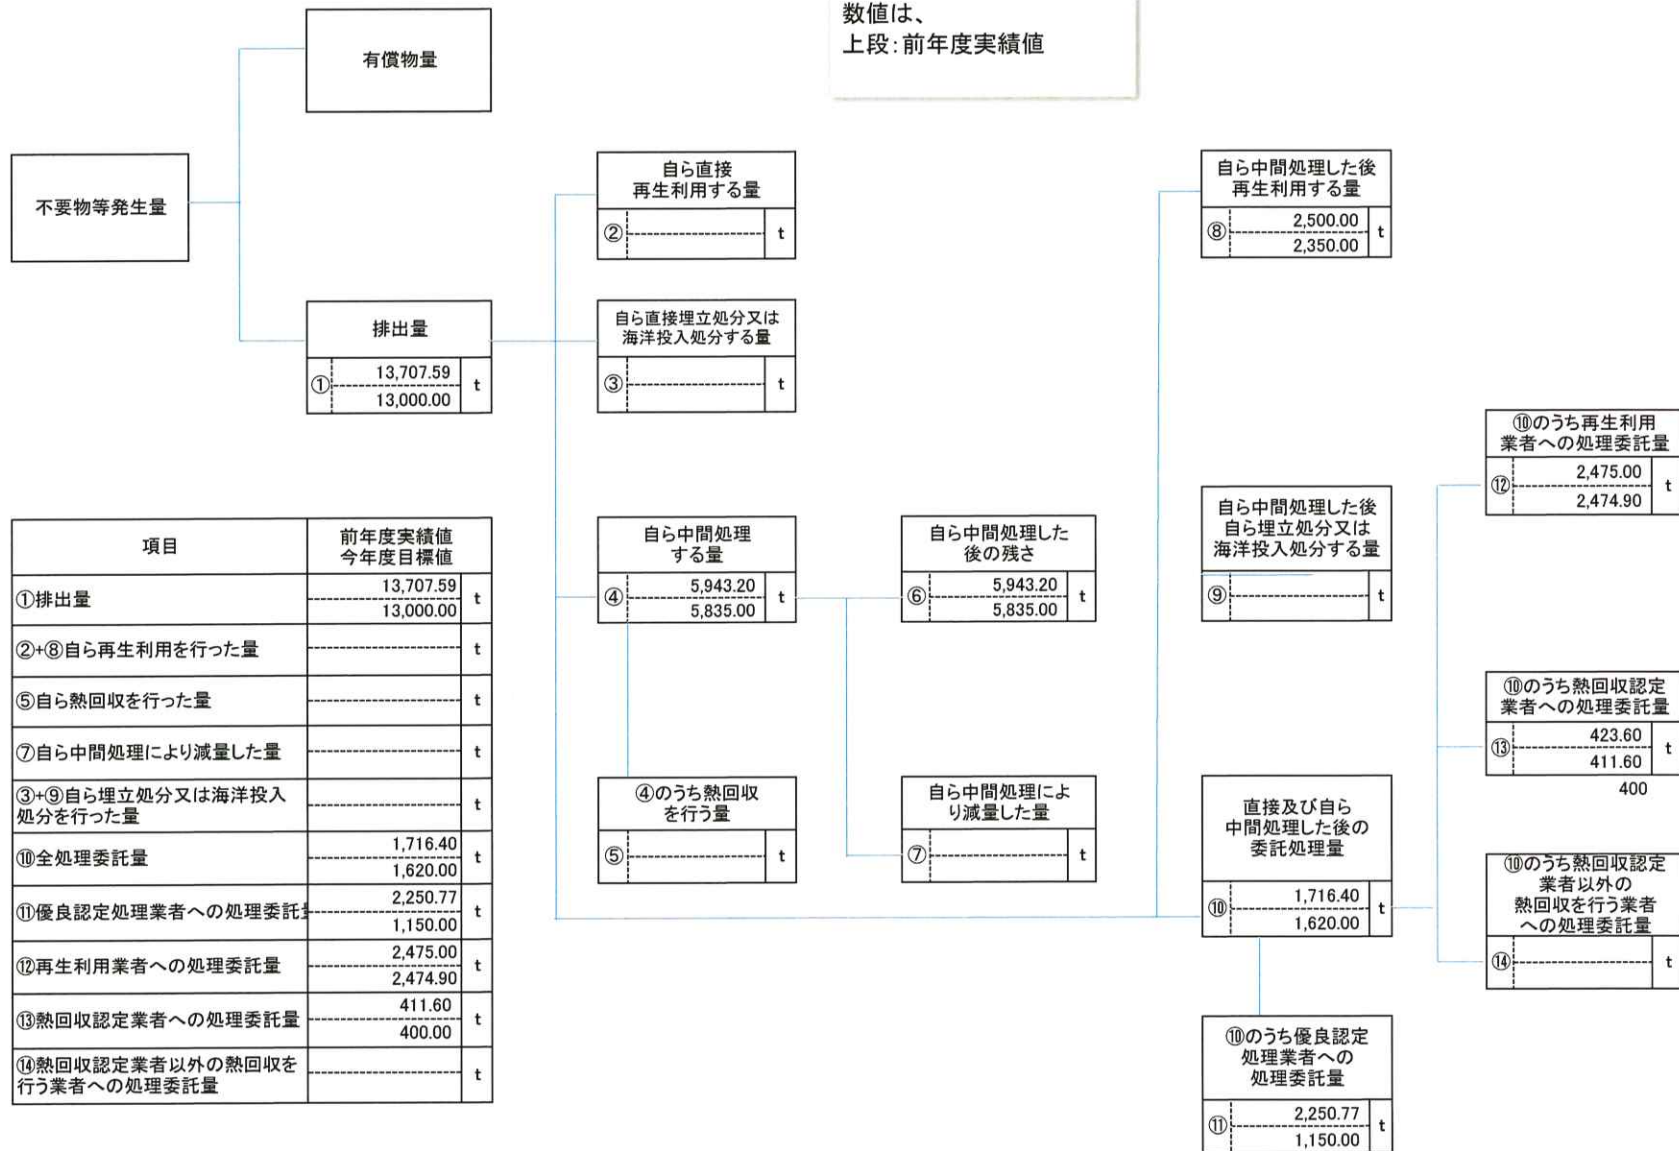 数値は、
上段：前年度実績値
有償物量
不要物等発生量
排出量
① 13,707.59 t
13,000.00
自ら直接
再生利用する量
② t
自ら直接埋立処分又は
海洋投入処分する量
③ t
自ら中間処理
する量
④ 5,943.20 t
5,835.00
④のうち熱回収
を行う量
⑤ t
自ら中間処理した
後の残さ
⑥ 5,943.20 t
5,835.00
自ら中間処理によ
り減量した量
⑦ t
自ら中間処理した後
再生利用する量
⑧ 2,500.00 t
2,350.00
自ら中間処理した後
自ら埋立処分又は
海洋投入処分する量
⑨ t
直接及び自ら
中間処理した後の
委託処理量
⑩ 1,716.40 t
1,620.00
⑩のうち優良認定
処理業者への
処理委託量
⑪ 2,250.77 t
1,150.00
⑩のうち再生利用
業者への処理委託量
⑫ 2,475.00 t
2,474.90
⑩のうち熱回収認定
業者への処理委託量
⑬ 423.60 t
411.60
400
⑩のうち熱回収認定
業者以外の
熱回収を行う業者
への処理委託量
⑭ t
項目 前年度実績値
今年度目標値
①排出量 13,707.59 t
13,000.00
②+⑧自ら再生利用を行った量 t
⑤自ら熱回収を行った量 t
⑦自ら中間処理により減量した量 t
③+⑨自ら埋立処分又は海洋投入
処分を行った量 t
⑩全処理委託量 1,716.40 t
1,620.00
⑪優良認定処理業者への処理委託 2,250.77 t
1,150.00
⑫再生利用業者への処理委託量 2,475.00 t
2,474.90
⑬熱回収認定業者への処理委託量 411.60 t
400.00
⑭熱回収認定業者以外の熱回収を
行う業者への処理委託量 t